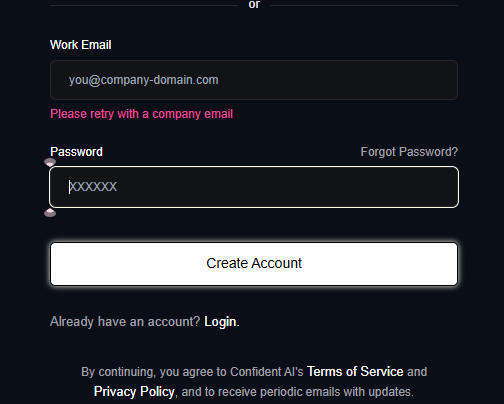 or
Work Email
you@company-domain.com
Please retry with a company email
Password Forgot Password?
XXXXXX
Create Account
Already have an account? Login.
By continuing, you agree to Confident AI's Terms of Service and
Privacy Policy, and to receive periodic emails with updates.